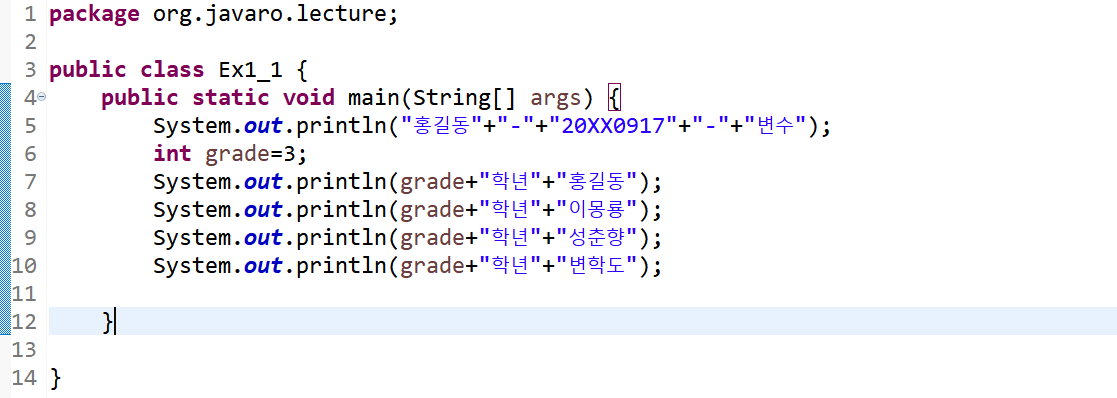 1 package org.javaro.lecture;
2
3 public class Ex1_1 {
4 public static void main(String[] args) {
5 System.out.println("홍길동"+"-"+"20XX0917"+"-"+"변수");
6 int grade=3;
7 System.out.println(grade+"학년"+"홍길동");
8 System.out.println(grade+"학년"+"이몽룡");
9 System.out.println(grade+"학년"+"성춘향");
10 System.out.println(grade+"학년"+"변학도");
11
12 }
13
14 }